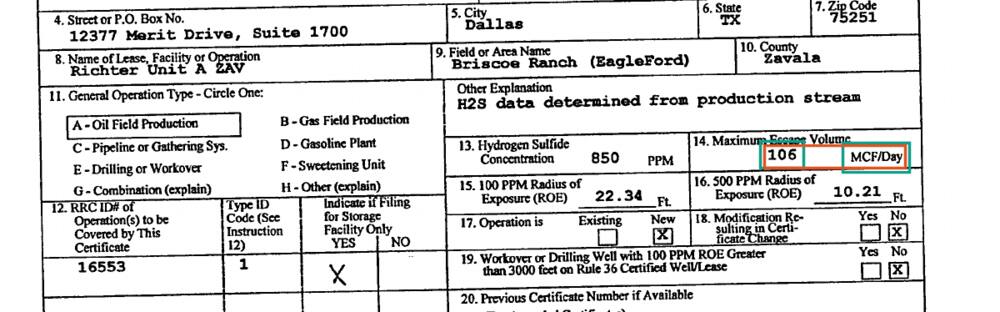 4. Street or P.O. Box No.
12377 Merit Drive, Suite 1700
5. City
Dallas
6. State
TX
7. Zip Code
75251
8. Name of Lease, Facility or Operation
Richter Unit A ZAV
9. Field or Area Name
Briscoe Ranch (EagleFord)
10. County
Zavala
11. General Operation Type - Circle One:
A - Oil Field Production
B - Gas Field Production
C - Pipeline or Gathering Sys.
D - Gasoline Plant
E - Drilling or Workover
F - Sweetening Unit
G - Combination (explain)
H - Other (explain)
Other Explanation
H2S data determined from production stream
13. Hydrogen Sulfide
Concentration 850 PPM
14. Maximum Escape Volume
106 MCF/Day
15. 100 PPM Radius of
Exposure (ROE) 22.34 Ft.
16. 500 PPM Radius of
Exposure (ROE) 10.21 Ft.
12. RRC ID# of
Operation(s) to be
Covered by This
Certificate
Type ID
Code (See
Instruction
12)
Indicate if Filing
for Storage
Facility Only
YES NO
16553 1 X
17. Operation is Existing New
X
18. Modification Re-
sulting in Certi-
ficate Change
Yes No
X
19. Workover or Drilling Well with 100 PPM ROE Greater
than 3000 feet on Rule 36 Certified Well/Lease
Yes No
X
20. Previous Certificate Number if Available